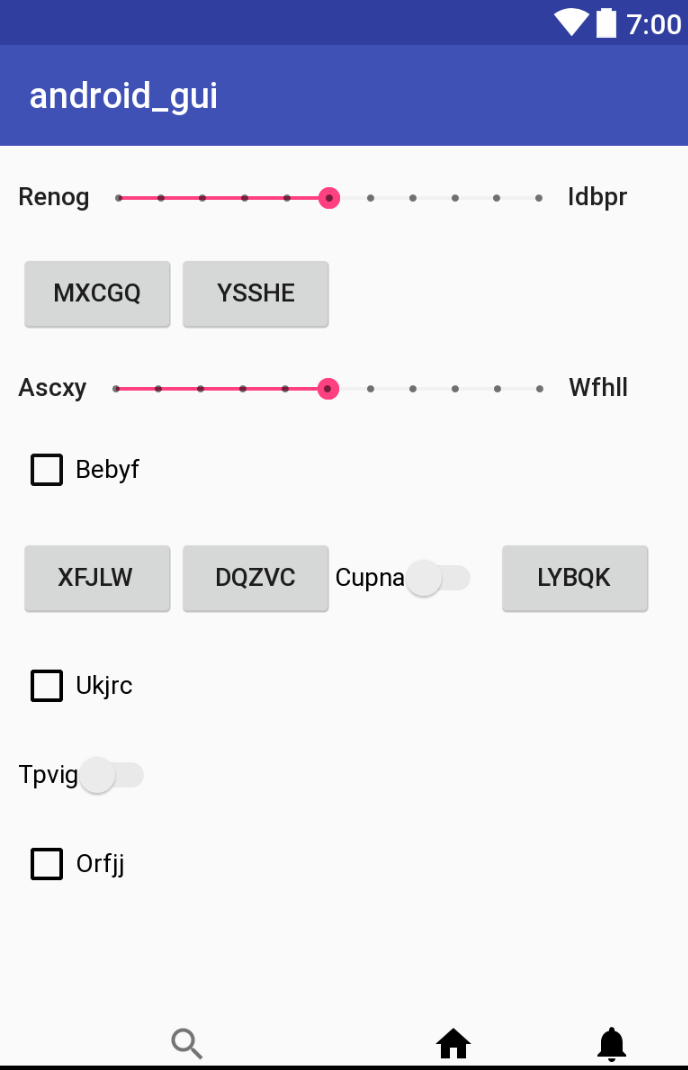 7:00
android_gui
Renog Idbpr
MXCGQ YSSHE
Ascxy Wfhll
Bebyf
XFJLW DQZVC Cupna LYBQK
Ukjrc
Tpvig
Orfjj